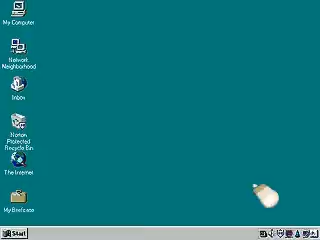 My Computer
Network
Neighborhood
Inbox
Norton
Protected
Recycle Bin
The Internet
My Briefcase
Start